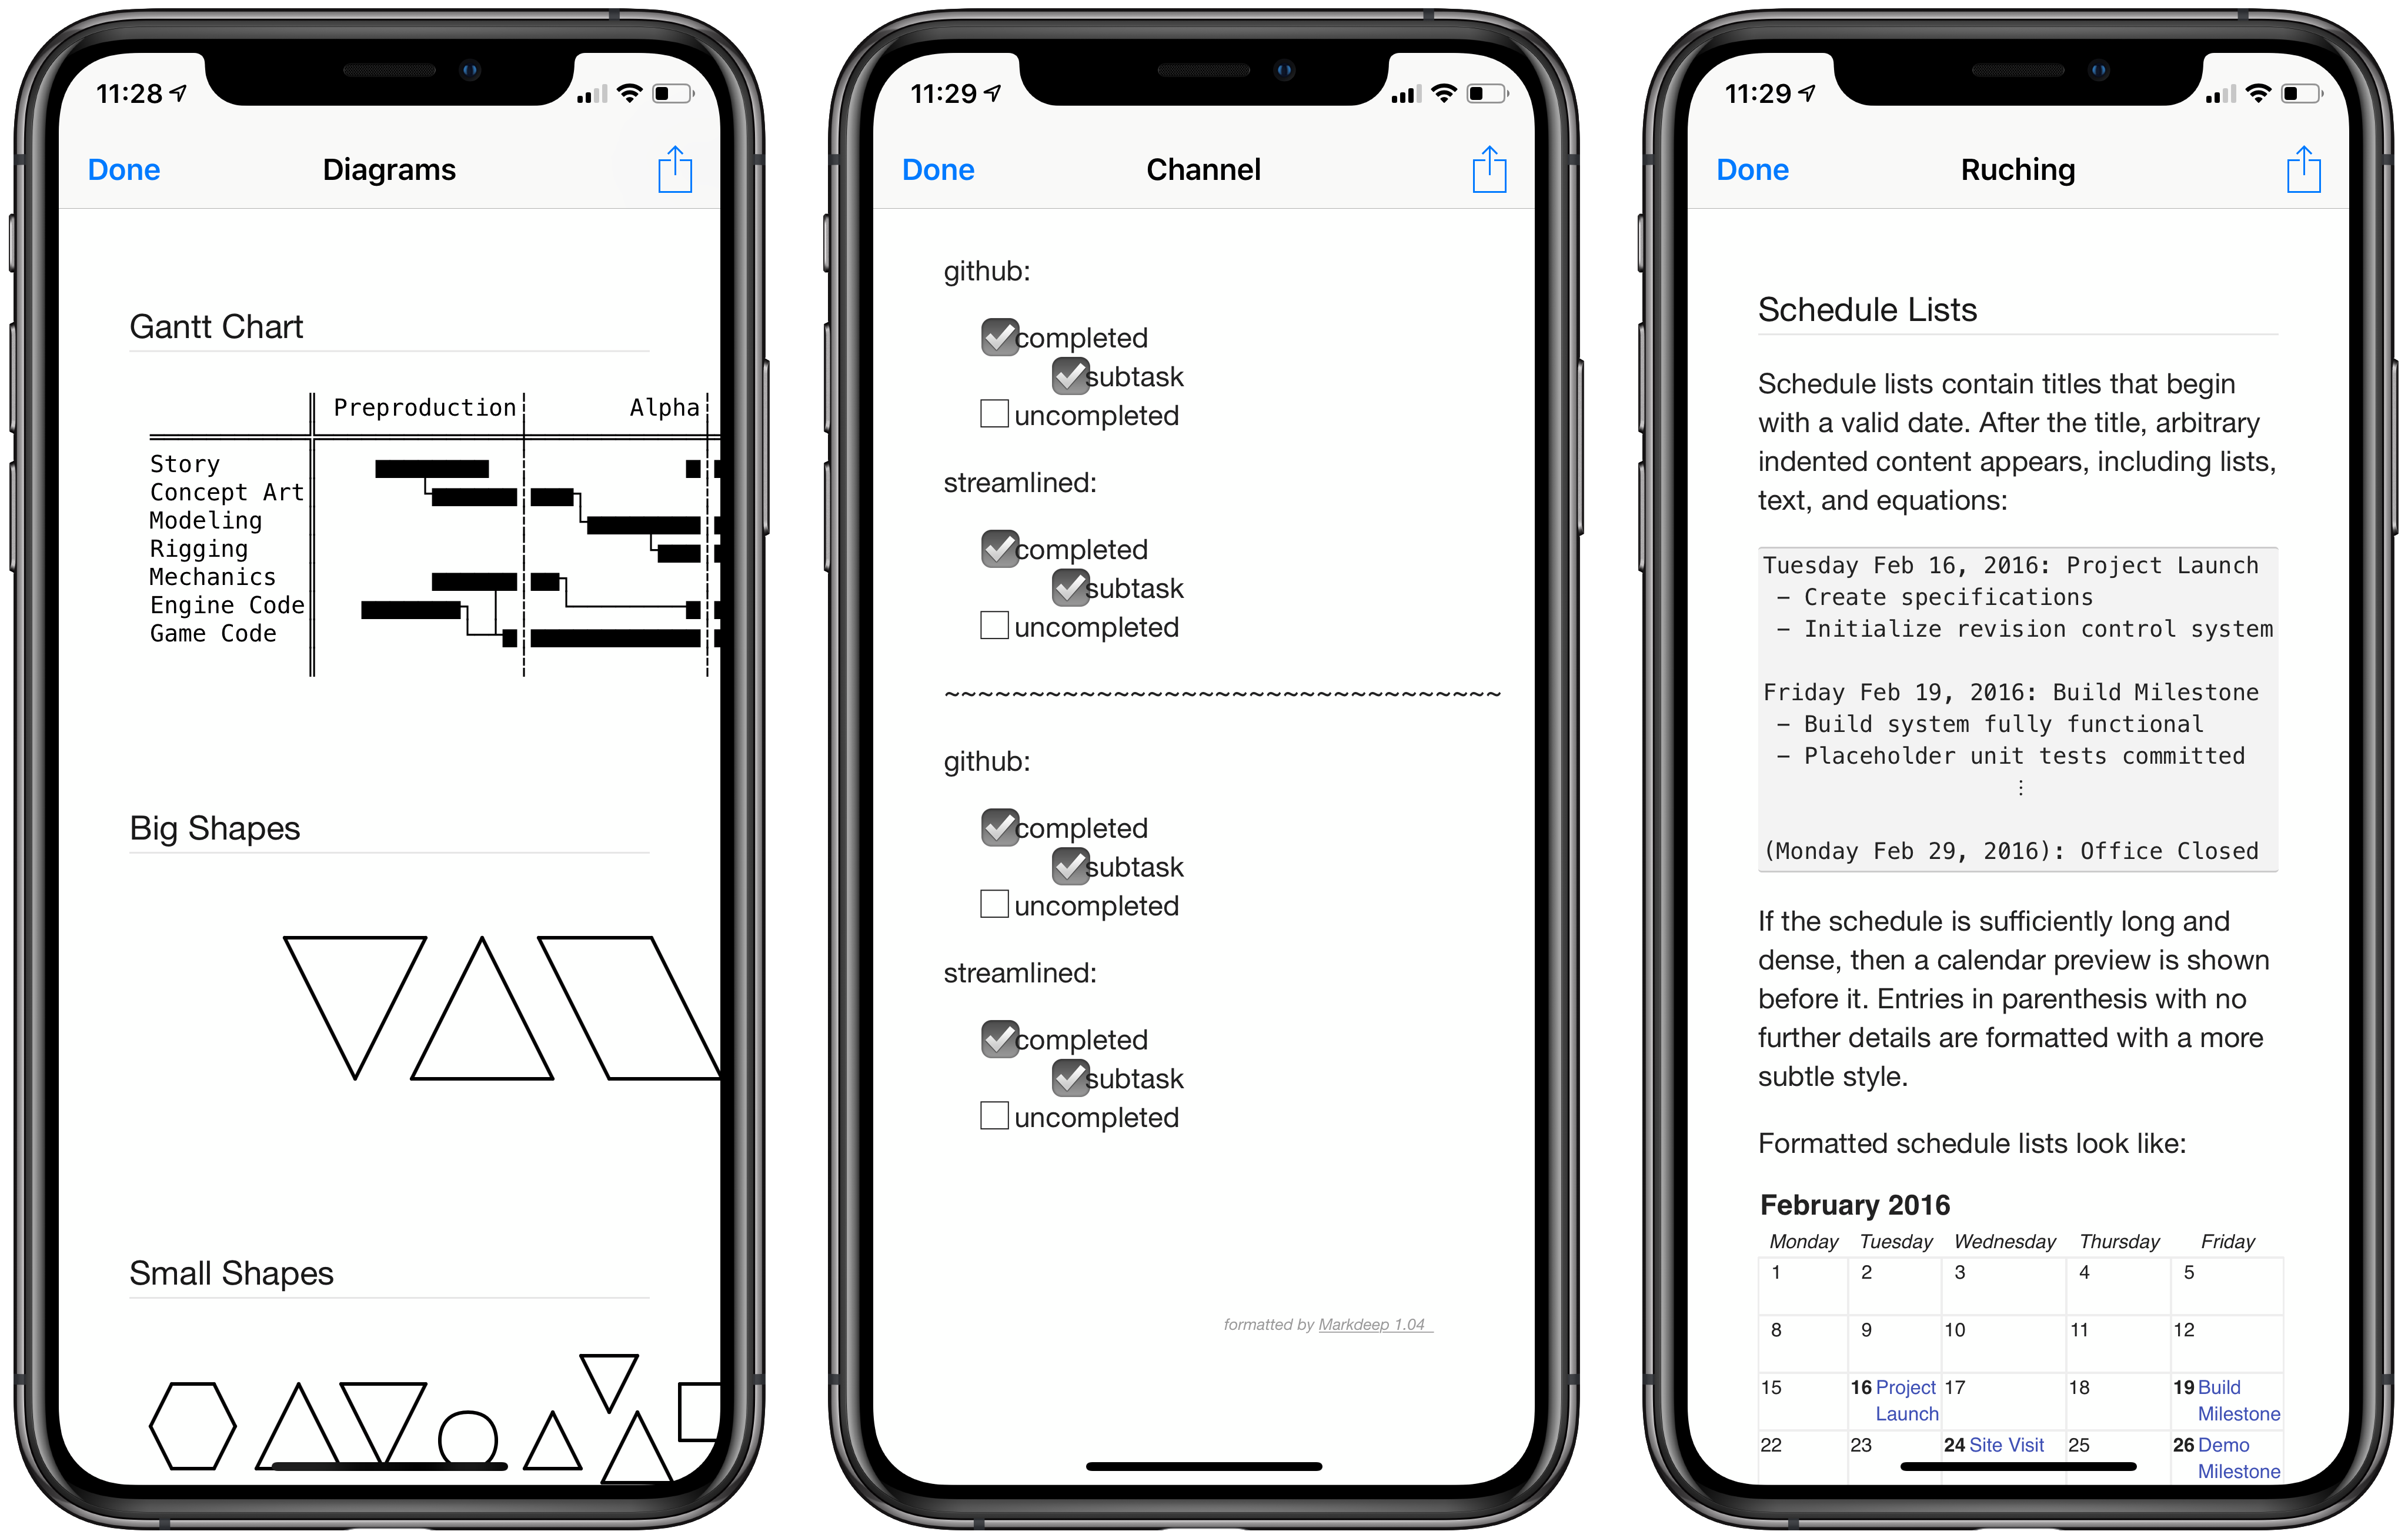 11:28
Done Diagrams
Gantt Chart
Preproduction Alpha
Story
Concept Art
Modeling
Rigging
Mechanics
Engine Code
Game Code
Big Shapes
Small Shapes
11:29
Done Channel
github:
completed
subtask
uncompleted
streamlined:
completed
subtask
uncompleted
~~~~~~~~~~~~~~~~~~~~~~~~~~~~~~~~~
github:
completed
subtask
uncompleted
streamlined:
completed
subtask
uncompleted
formatted by Markdeep 1.04
11:29
Done Ruching
Schedule Lists
Schedule lists contain titles that begin
with a valid date. After the title, arbitrary
indented content appears, including lists,
text, and equations:
Tuesday Feb 16, 2016: Project Launch
- Create specifications
- Initialize revision control system
Friday Feb 19, 2016: Build Milestone
- Build system fully functional
- Placeholder unit tests committed
⋮
(Monday Feb 29, 2016): Office Closed
If the schedule is sufficiently long and
dense, then a calendar preview is shown
before it. Entries in parenthesis with no
further details are formatted with a more
subtle style.
Formatted schedule lists look like:
February 2016
Monday Tuesday Wednesday Thursday Friday
1 2 3 4 5
8 9 10 11 12
15 16 Project 17 18 19 Build
Launch Milestone
22 23 24 Site Visit 25 26 Demo
Milestone